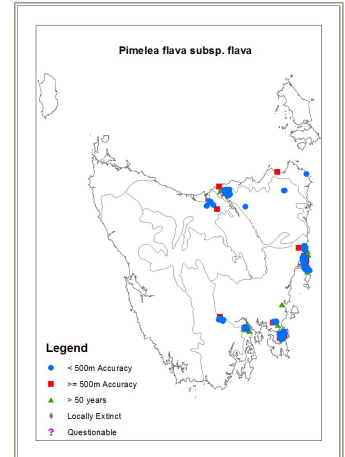 Pimelea flava subsp. flava
Legend
< 500m Accuracy
>= 500m Accuracy
> 50 years
Locally Extinct
? Questionable